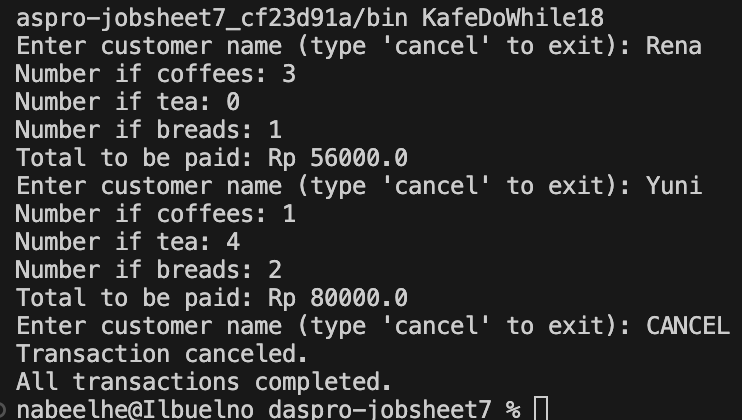 aspro-jobsheet7_cf23d91a/bin KafeDoWhile18
Enter customer name (type 'cancel' to exit): Rena
Number if coffees: 3
Number if tea: 0
Number if breads: 1
Total to be paid: Rp 56000.0
Enter customer name (type 'cancel' to exit): Yuni
Number if coffees: 1
Number if tea: 4
Number if breads: 2
Total to be paid: Rp 80000.0
Enter customer name (type 'cancel' to exit): CANCEL
Transaction canceled.
All transactions completed.
nabeelhe@Ilbuelno daspro-jobsheet7 %